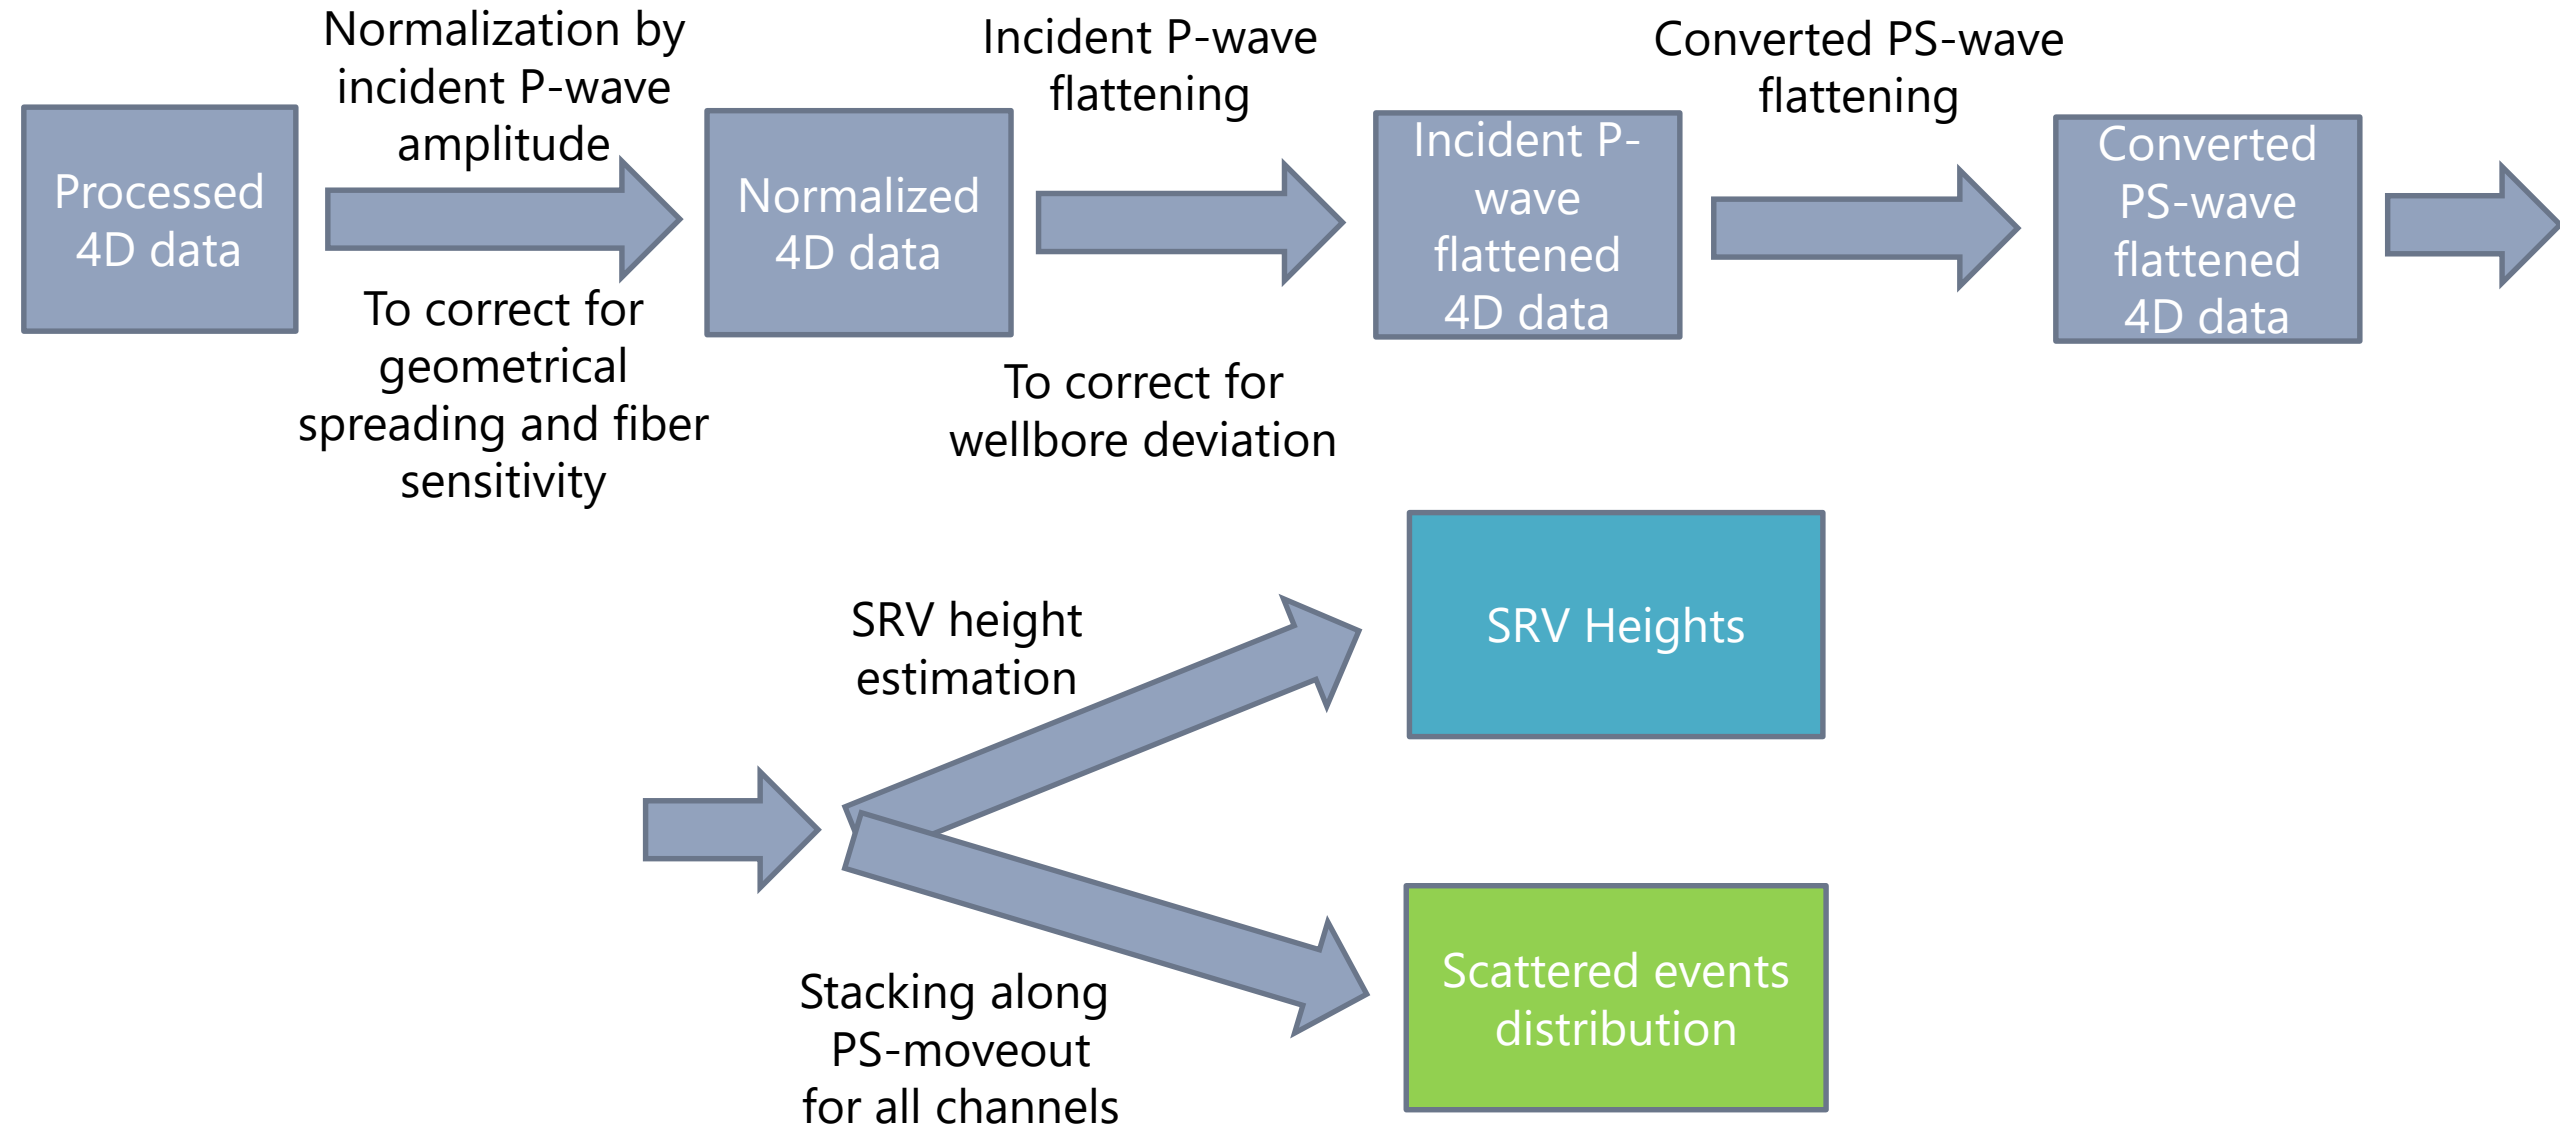 Processed
4D data
Normalization by
incident P-wave
amplitude
To correct for
geometrical
spreading and fiber
sensitivity
Normalized
4D data
Incident P-wave
flattening
To correct for
wellbore deviation
Incident P-
wave
flattened
4D data
Converted PS-wave
flattening
Converted
PS-wave
flattened
4D data
SRV height
estimation
SRV Heights
Stacking along
PS-moveout
for all channels
Scattered events
distribution